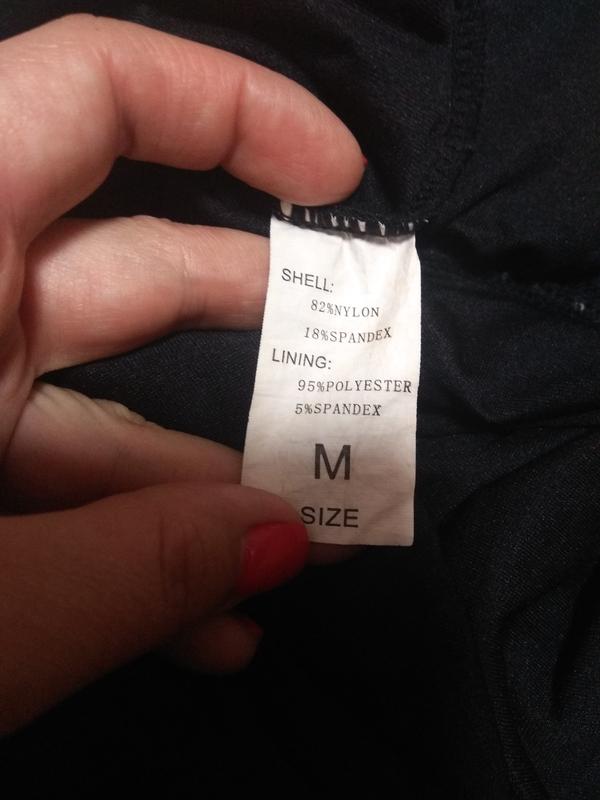 SHELL:
82%NYLON
18%SPANDEX
LINING:
95%POLYESTER
5%SPANDEX
M
SIZE